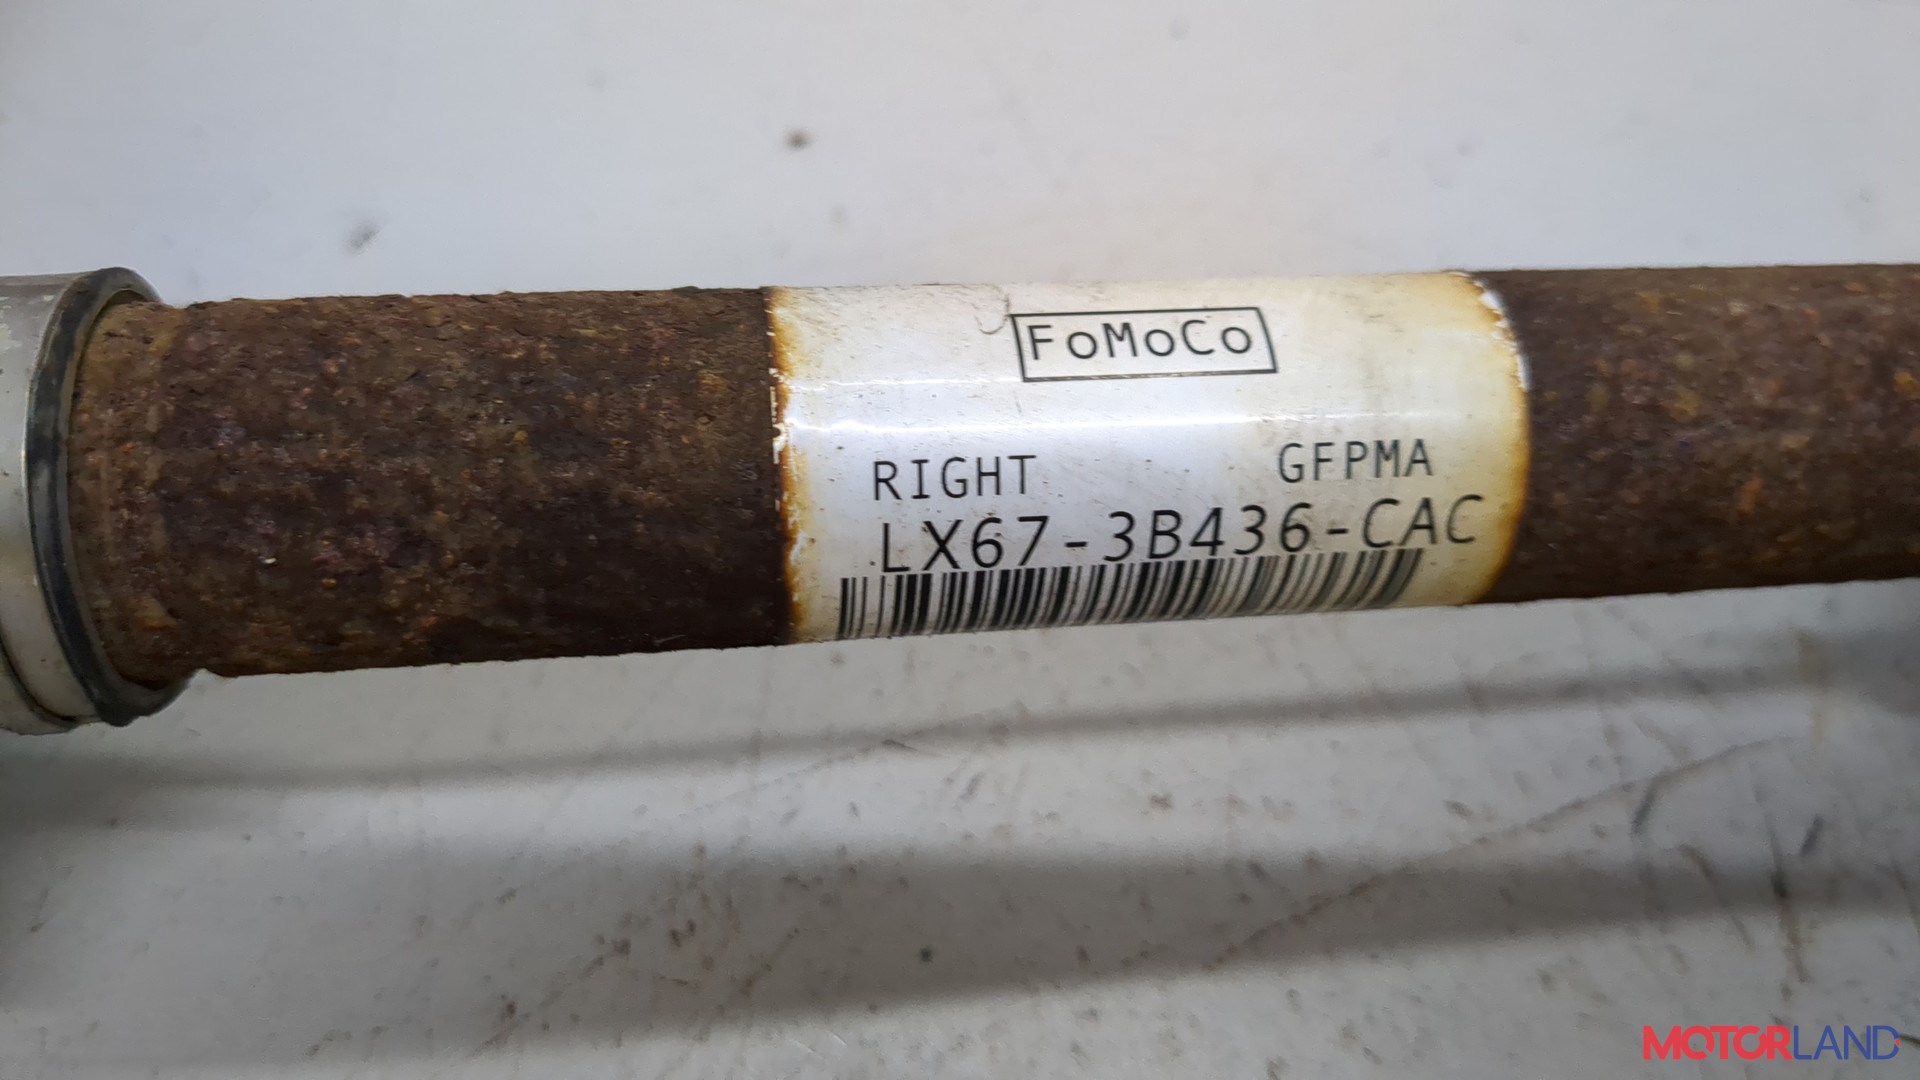 FoMoCo
RIGHT GFPMA
LX67-3B436-CAC
MOTORLAND